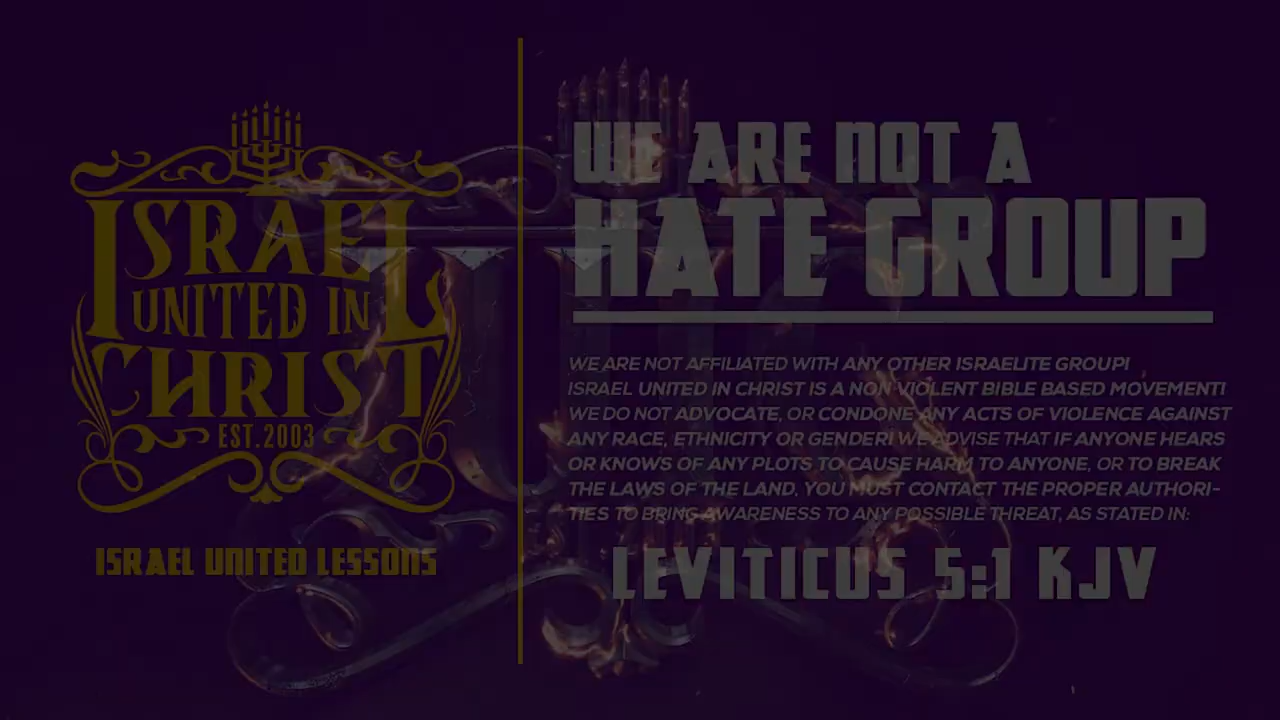 ISRAEL
UNITED IN
CHRIST
EST.2003
ISRAEL UNITED LESSONS
WE ARE NOT A
HATE GROUP
WE ARE NOT AFFILIATED WITH ANY OTHER ISRAELITE GROUP!
ISRAEL UNITED IN CHRIST IS A NON VIOLENT BIBLE BASED MOVEMENT!
WE DO NOT ADVOCATE, OR CONDONE ANY ACTS OF VIOLENCE AGAINST
ANY RACE, ETHNICITY OR GENDER! WE ADVISE THAT IF ANYONE HEARS
OR KNOWS OF ANY PLOTS TO CAUSE HARM TO ANYONE, OR TO BREAK
THE LAWS OF THE LAND, YOU MUST CONTACT THE PROPER AUTHORI-
TIES TO BRING AWARENESS TO ANY POSSIBLE THREAT, AS STATED IN:
LEVITICUS 5:1 KJV